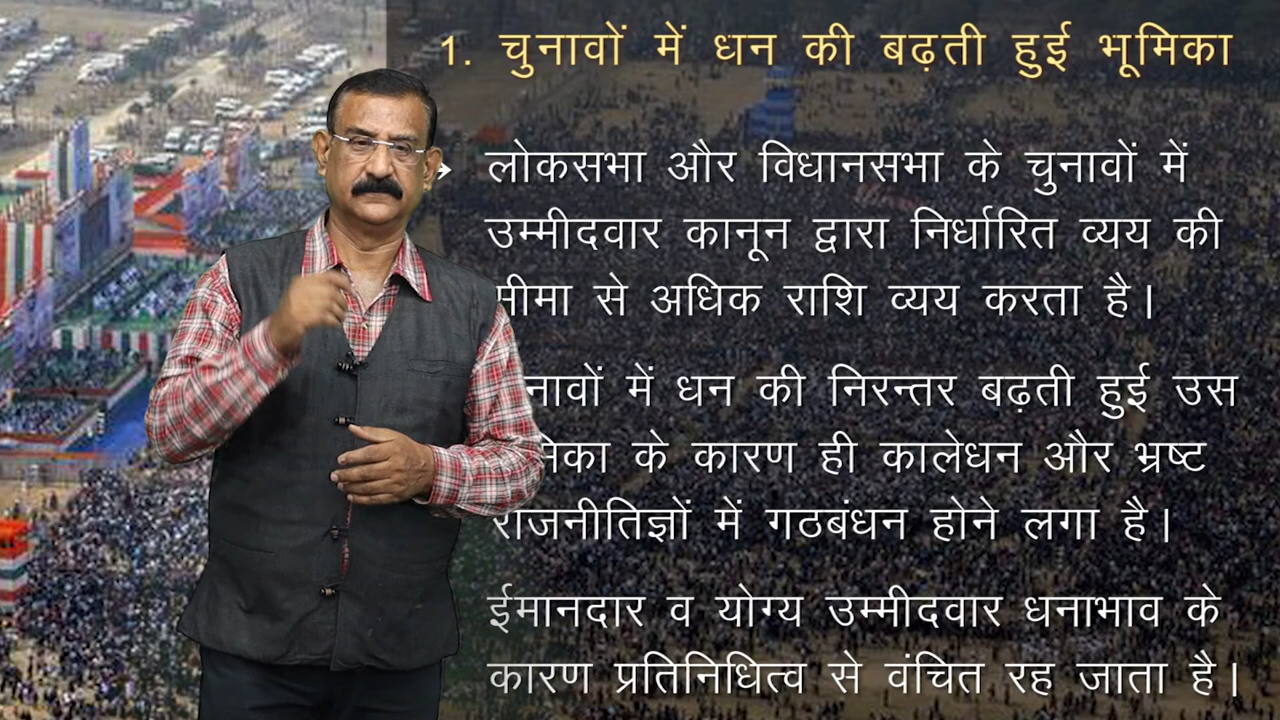 1. चुनावों में धन की बढ़ती हुई भूमिका
लोकसभा और विधानसभा के चुनावों में
उम्मीदवार कानून द्वारा निर्धारित व्यय की
से अधिक राशि व्यय करता है।
में धन की निरन्तर बढ़ती हुई उस
के कारण ही कालेधन और भ्रष्ट
राजनीतिज्ञों में गठबंधन होने लगा है।
ईमानदार व योग्य उम्मीदवार धनाभाव के
कारण प्रतिनिधित्व से वंचित रह जाता है।